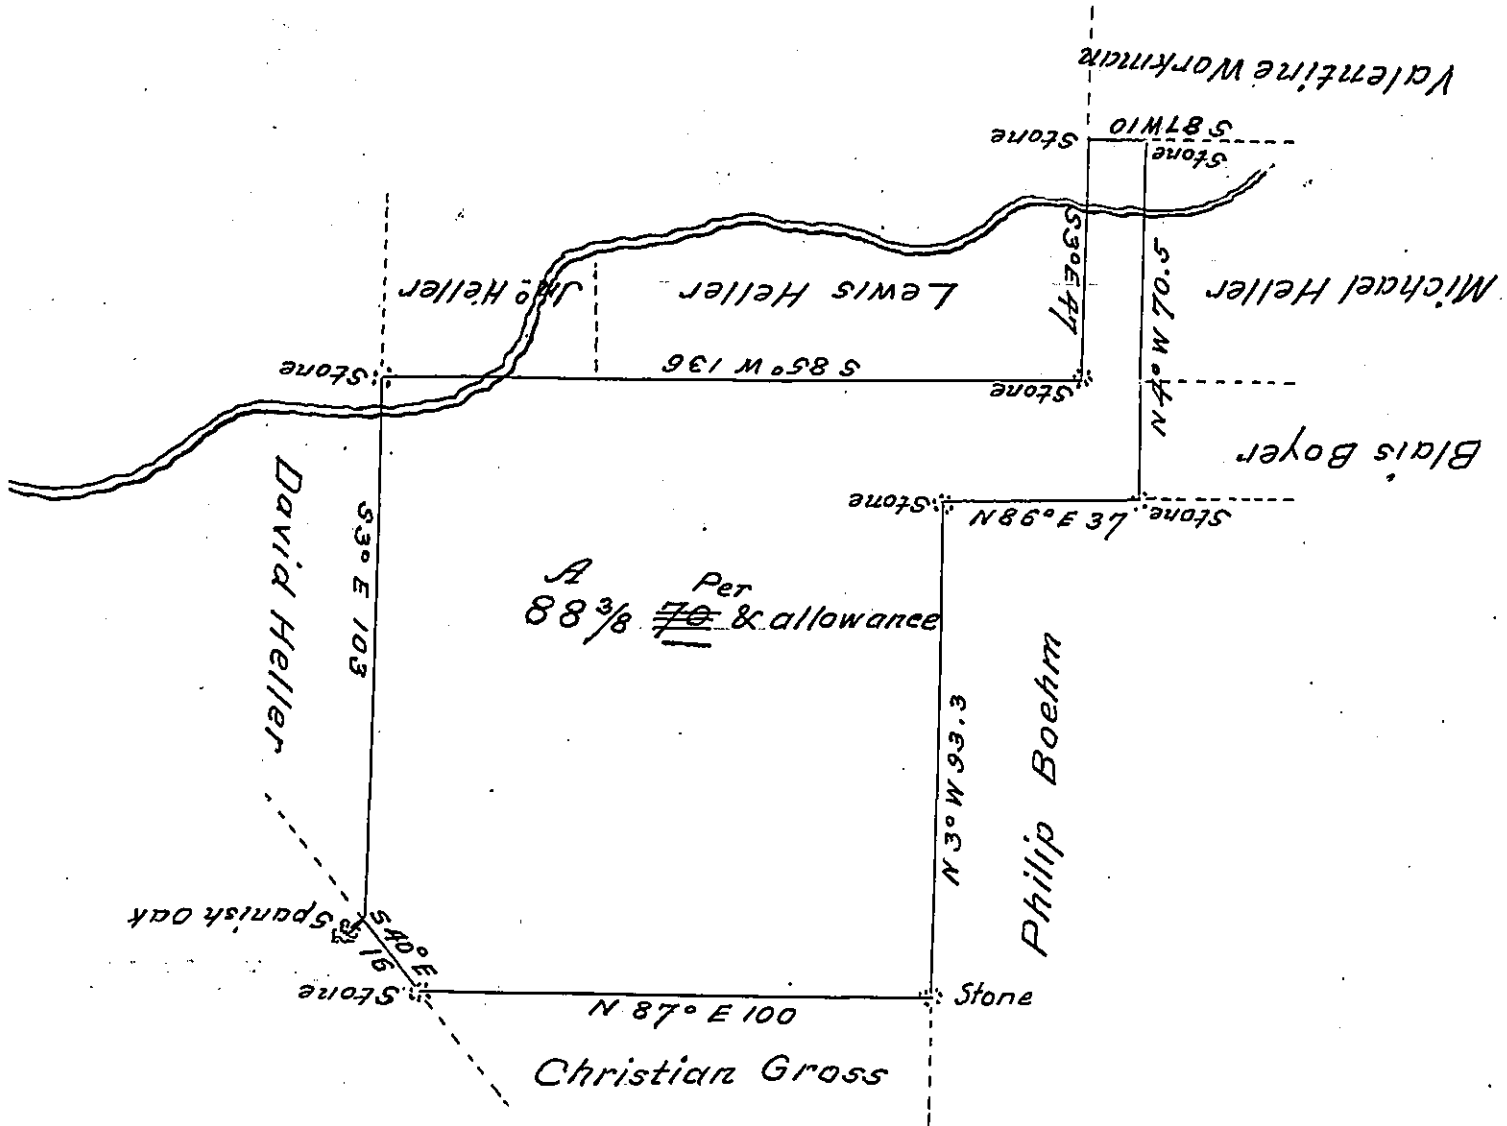 Valentine Workman
S 87 W 10
Stone
Stone
S 3° E 47
N 4° W 70.5
Michael Heller
Jno Heller
Lewis Heller
S 85° W 136
Stone
Stone
Blais Boyer
Stone
N 86° E 37
Stone
David Heller
S 3° E 103
A Per
88 3/8 70 & allowance
N 3° W 93.3
Philip Boehm
Spanish Oak
S 40° E
16
Stone
N 87° E 100
Stone
Christian Gross